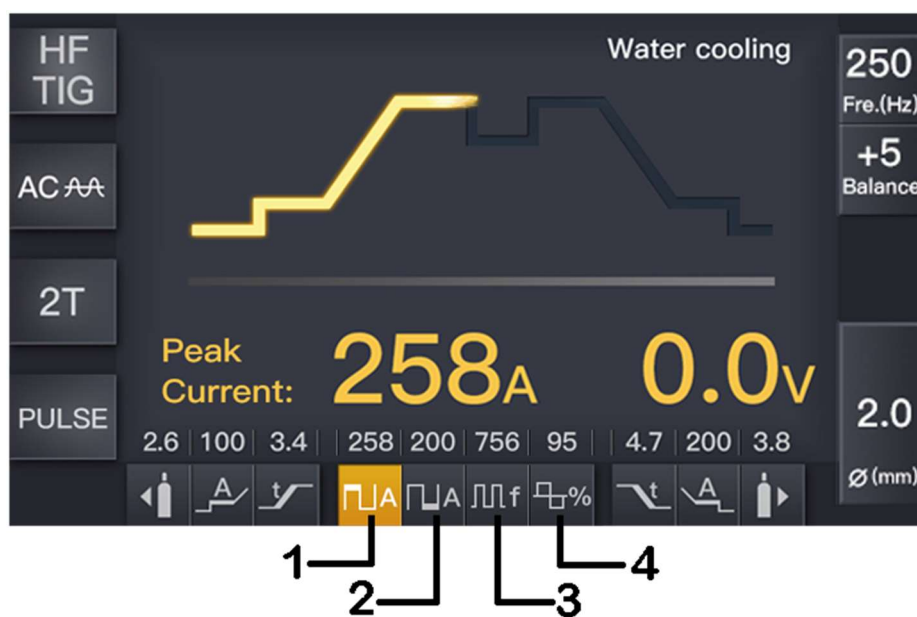 HF
TIG
Water cooling
250
Fre.(Hz)
AC
+5
Balance
2T
Peak
Current:
258A
0.0V
PULSE
2.6 100 3.4 258 200 756 95 4.7 200 3.8
2.0
Ø(mm)
A t A A f % t A
1
2
3
4